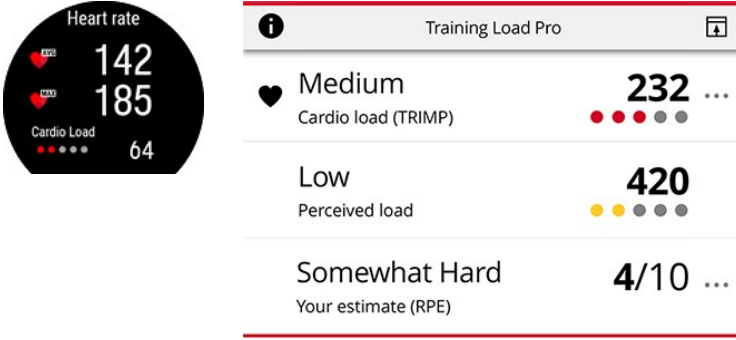 Heart rate
AVG 142
MAX 185
Cardio Load
64
Training Load Pro
Medium 232
Cardio load (TRIMP)
Low 420
Perceived load
Somewhat Hard 4/10
Your estimate (RPE)